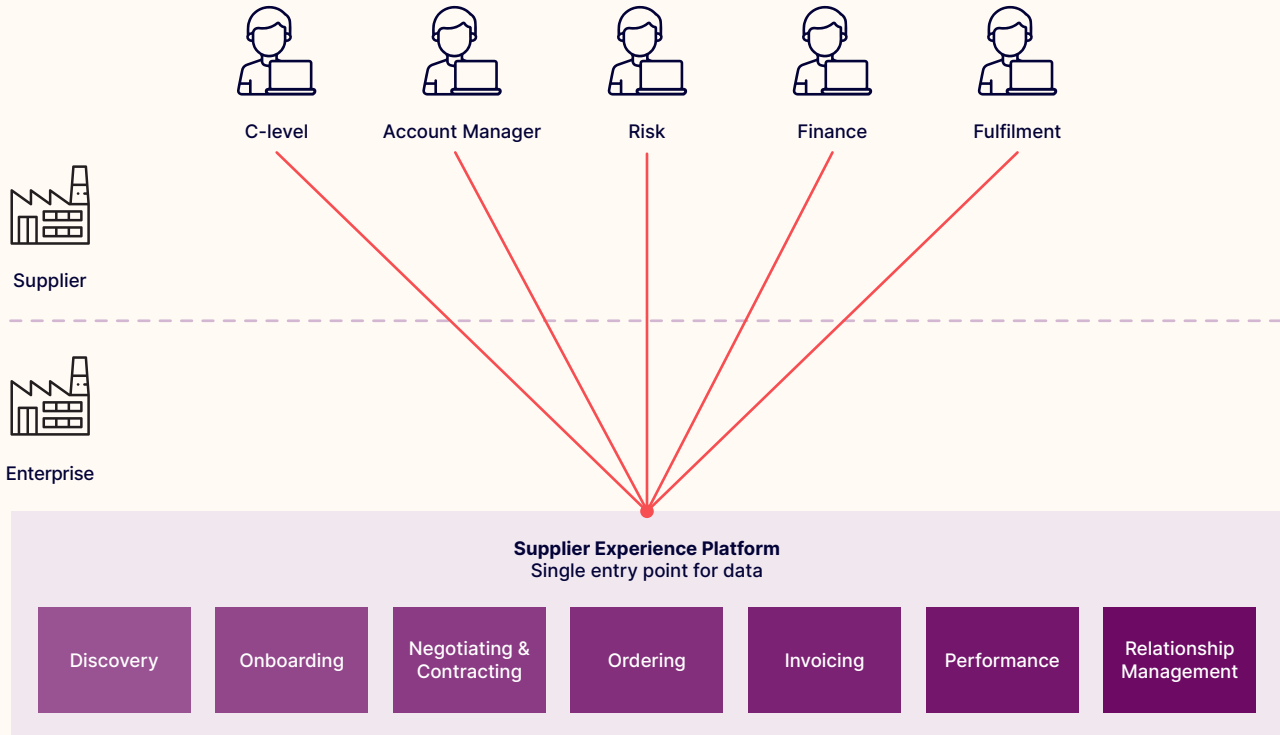 C-level
Account Manager
Risk
Finance
Fulfilment
Supplier
Enterprise
Supplier Experience Platform
Single entry point for data
Discovery
Onboarding
Negotiating &
Contracting
Ordering
Invoicing
Performance
Relationship
Management